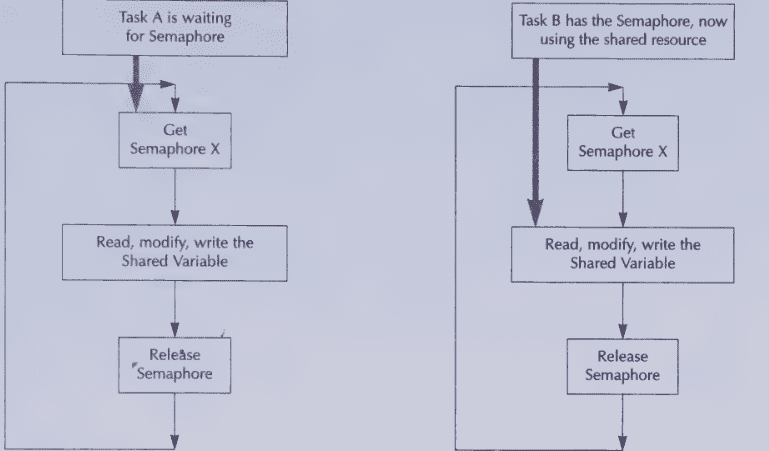 Task A is waiting
for Semaphore
Get
Semaphore X
Read, modify, write the
Shared Variable
Release
Semaphore
Task B has the Semaphore, now
using the shared resource
Get
Semaphore X
Read, modify, write the
Shared Variable
Release
Semaphore